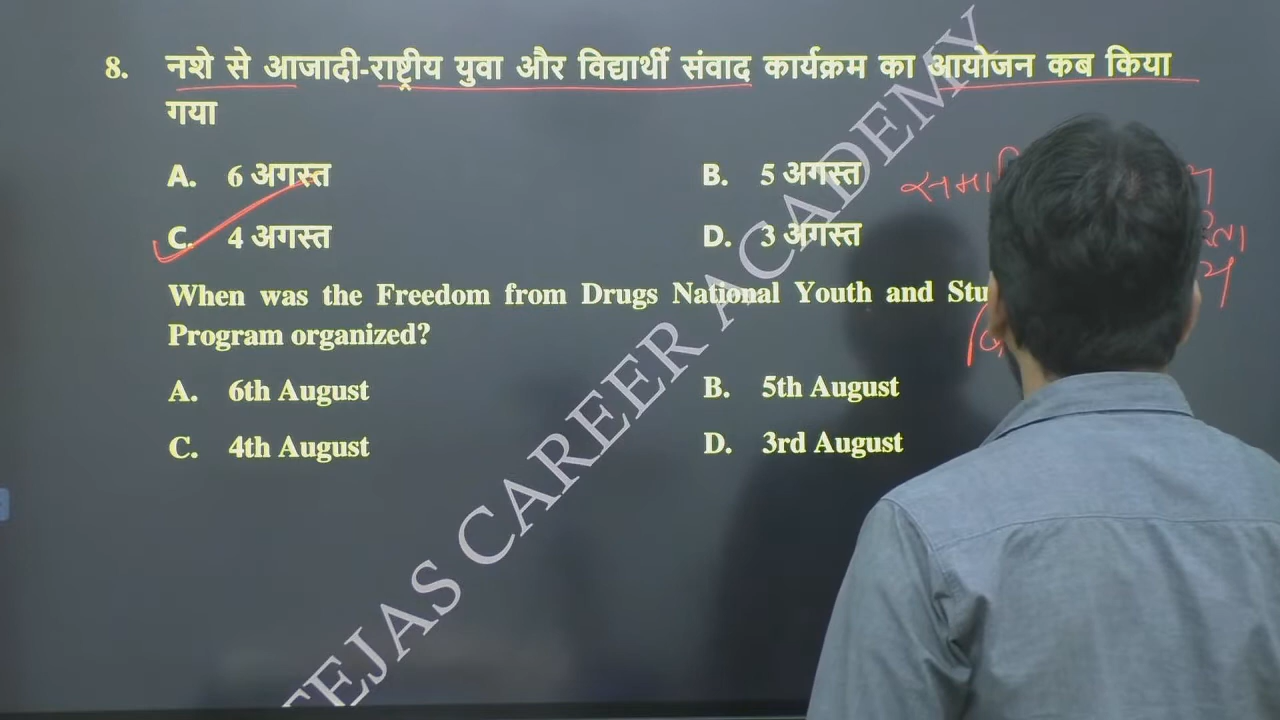 8. नशे से आजादी-राष्ट्रीय युवा और विद्यार्थी संवाद कार्यक्रम का आयोजन कब किया
गया
A. 6 अगस्त B. 5 अगस्त
C. 4 अगस्त D. 3 अगस्त
When was the Freedom from Drugs National Youth and
Program organized?
A. 6th August B. 5th August
C. 4th August D. 3rd August
TEJAS CAREER ACADEMY